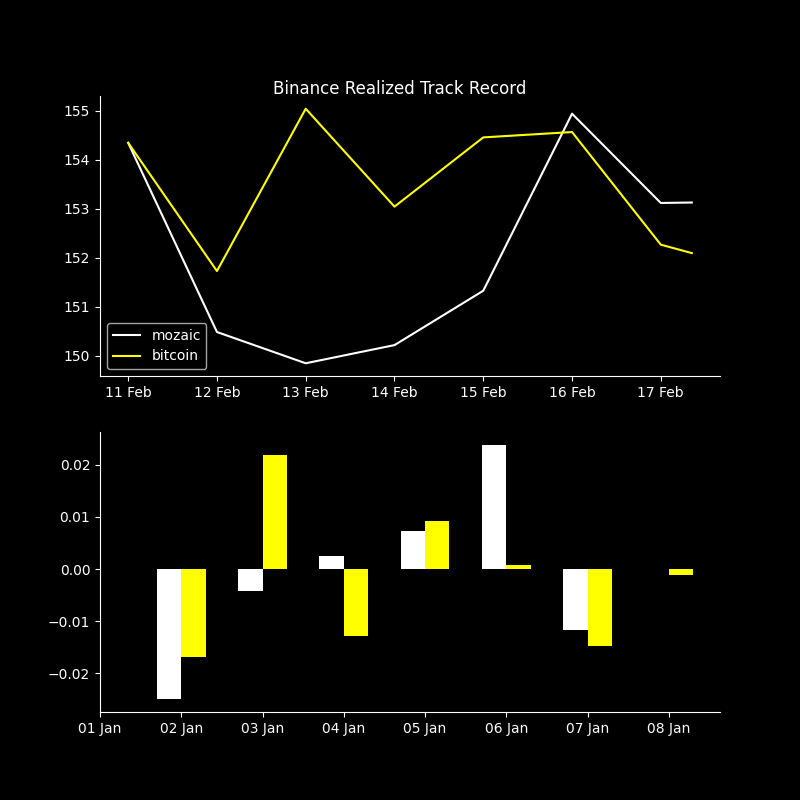 Binance Realized Track Record
155
154
153
152
151
150
mozaic
bitcoin
11 Feb 12 Feb 13 Feb 14 Feb 15 Feb 16 Feb 17 Feb
0.02
0.01
0.00
−0.01
−0.02
01 Jan 02 Jan 03 Jan 04 Jan 05 Jan 06 Jan 07 Jan 08 Jan